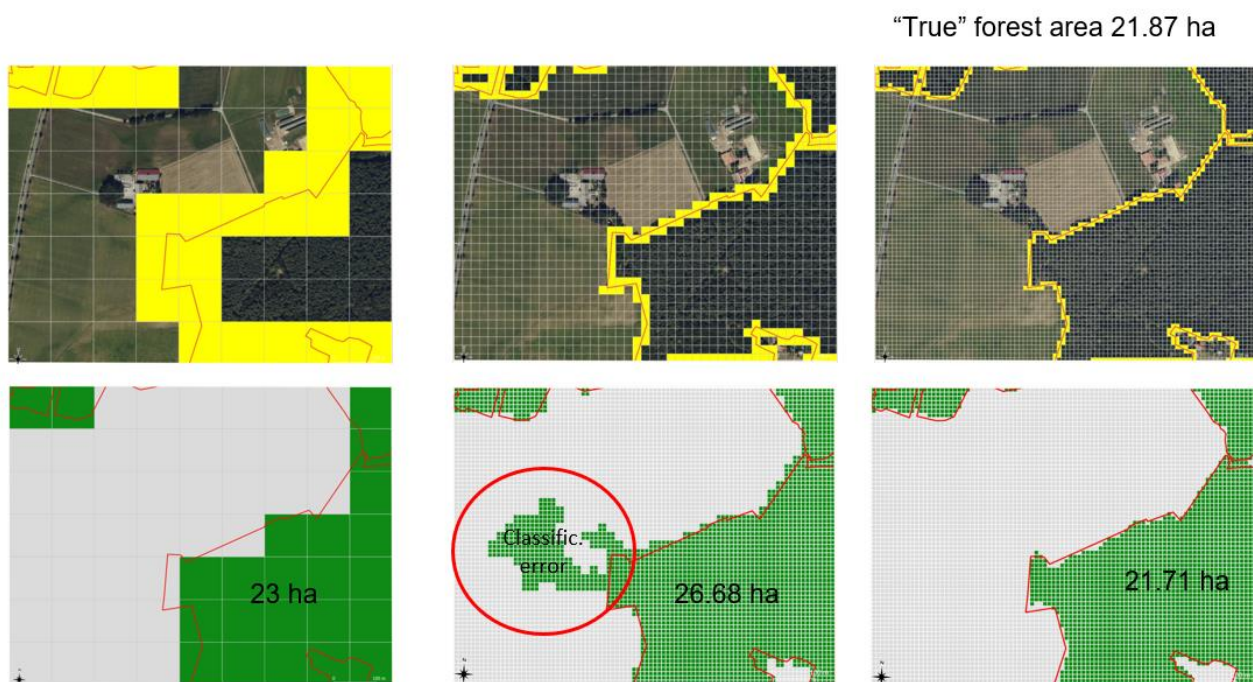 “True” forest area 21.87 ha
Classific.
error
23 ha
26.68 ha
21.71 ha